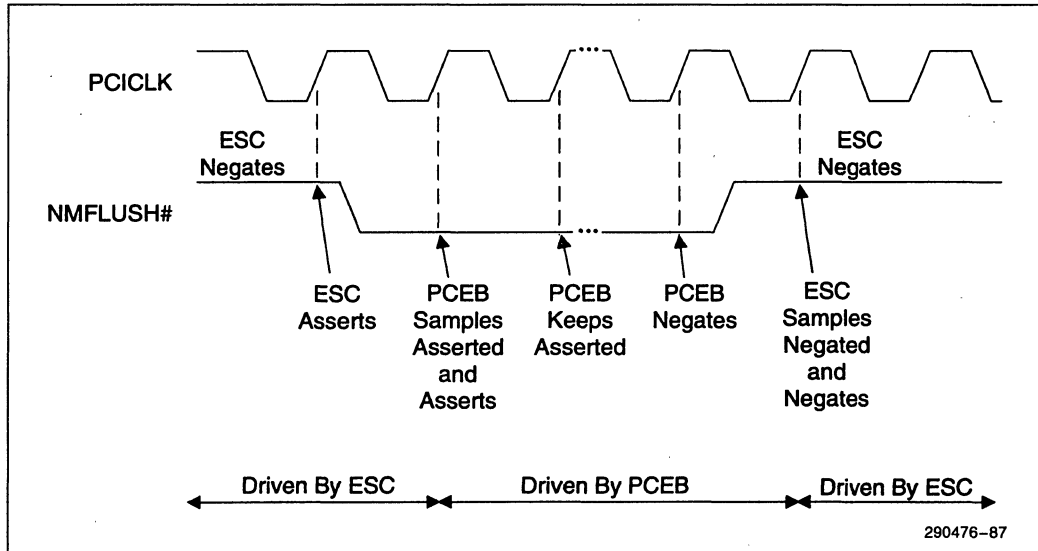 PCICLK
ESC
Negates
ESC
Negates
NMFLUSH#
ESC
Asserts
PCEB
Samples
Asserted
and
Asserts
PCEB
Keeps
Asserted
PCEB
Negates
ESC
Samples
Negated
and
Negates
Driven By ESC
Driven By PCEB
Driven By ESC
290476-87